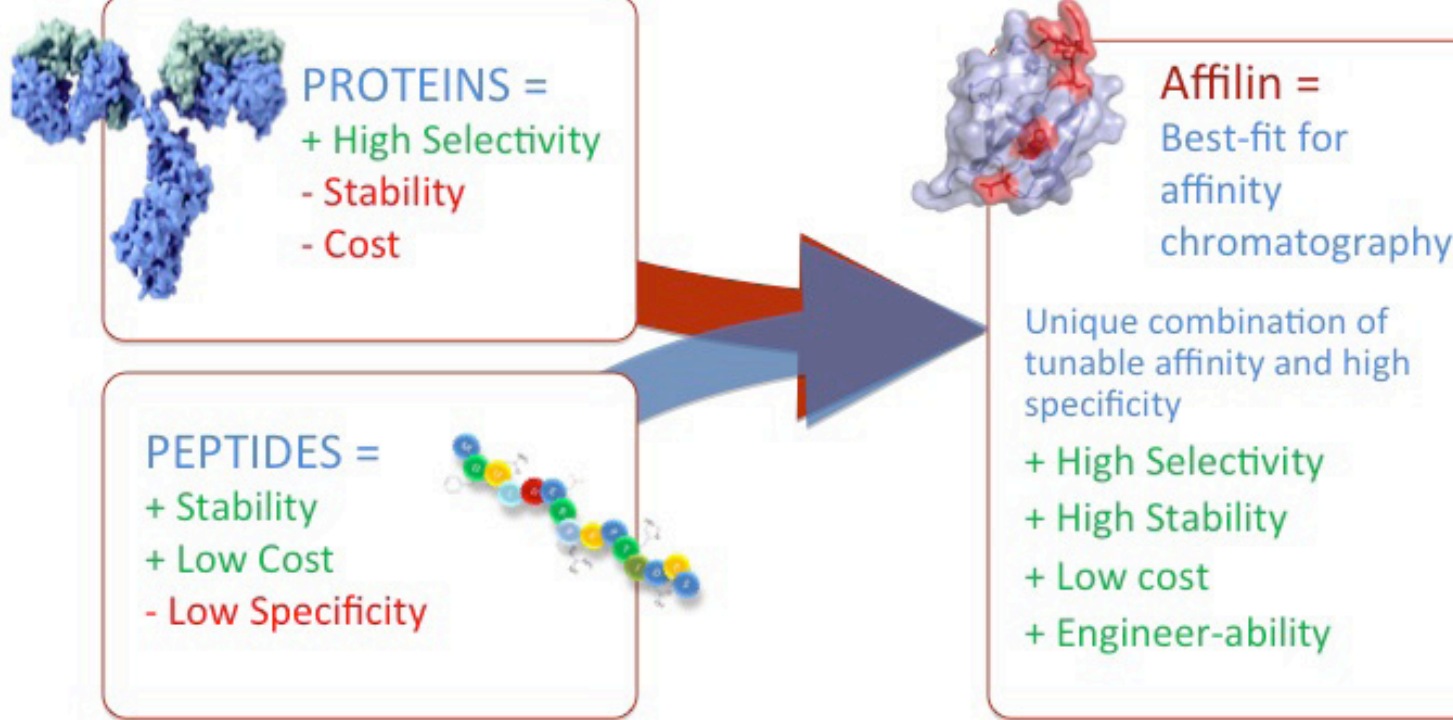 PROTEINS =
+ High Selectivity
- Stability
- Cost
PEPTIDES =
+ Stability
+ Low Cost
- Low Specificity
Affilin =
Best-fit for
affinity
chromatography
Unique combination of
tunable affinity and high
specificity
+ High Selectivity
+ High Stability
+ Low cost
+ Engineer-ability